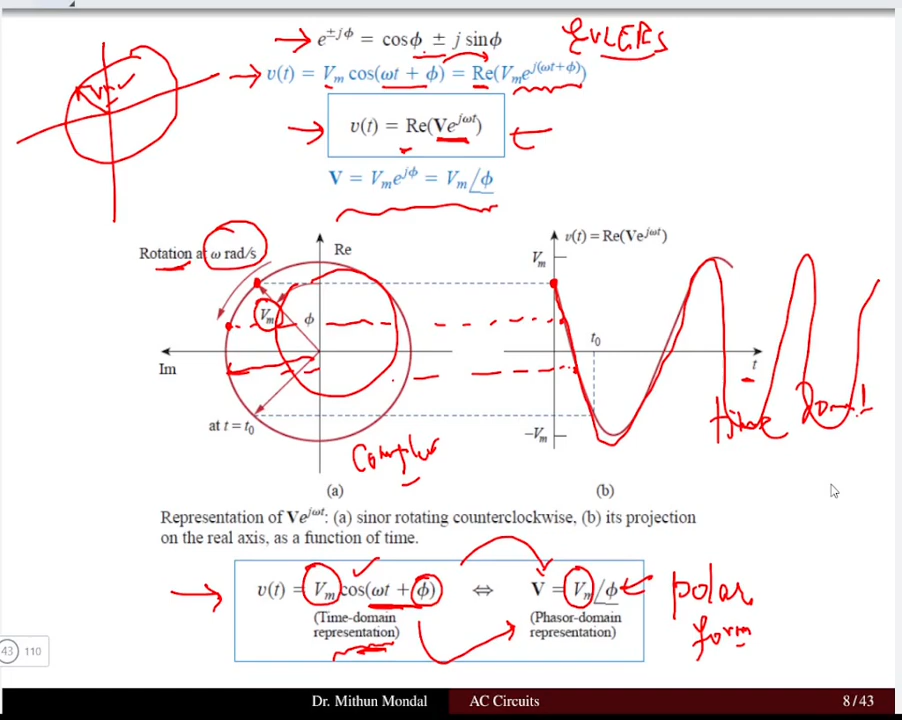 e^{±jϕ} = cosϕ ± j sinϕ
EULERs
v(t) = V_m cos(ωt + ϕ) = Re(V_m e^{j(ωt+ϕ)})
v(t) = Re(Ve^{jωt})
V = V_m e^{jϕ} = V_m/ϕ
Rotation at ω rad/s
Re
v(t) = Re(Ve^{jωt})
V_m
V_m
ϕ
t_0
Im
t
at t = t_0
−V_m
time domain
Complex
(a)
(b)
Representation of Ve^{jωt}: (a) sinor rotating counterclockwise, (b) its projection
on the real axis, as a function of time.
v(t) = V_m cos(ωt + ϕ) ⇔ V = V_m/ϕ
(Time-domain representation)
(Phasor-domain representation)
polar
form
43 110
Dr. Mithun Mondal AC Circuits 8/43